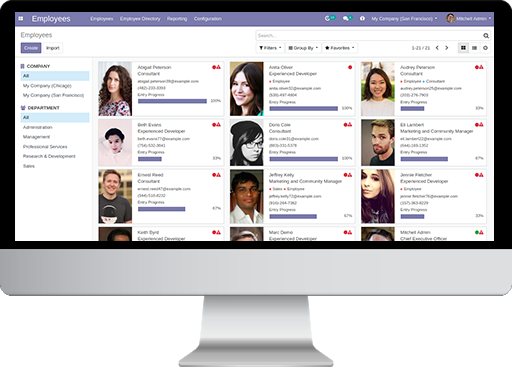 Employees Employees Employee Directory Reporting Configuration My Company (San Francisco) Mitchell Admin
Employees
Search...
Create Import
Filters Group By Favorites 1-21 / 21
COMPANY
All
My Company (Chicago)
My Company (San Francisco)
DEPARTMENT
All
Administration
Management
Professional Services
Research & Development
Sales
Abigail Peterson
Consultant
abigail.peterson39@example.com
(482)-233-3393
Entry Progress
100%
Anita Oliver
Experienced Developer
Employee
anita.oliver32@example.com
(538)-497-4804
Entry Progress
100%
Audrey Peterson
Consultant
Employee Consultant
audrey.peterson25@example.com
(203)-276-7903
Entry Progress
33%
Beth Evans
Experienced Developer
beth.evans77@example.com
Entry Progress
33%
Doris Cole
Consultant
doris.cole31@example.com
(883)-331-5378
Entry Progress
100%
Eli Lambert
Marketing and Community Manager
eli.lambert22@example.com
(644)-169-1352
Entry Progress
67%
Ernest Reed
Consultant
ernest.reed47@example.com
(944)-518-8232
Entry Progress
67%
Jeffrey Kelly
Marketing and Community Manager
Sales Employee
jeffrey.kelly72@example.com
(916)-264-7362
Entry Progress
67%
Jennie Fletcher
Experienced Developer
jennie.fletcher76@example.com
(157)-363-8229
Entry Progress
33%
Keith Byrd
Experienced Developer
Marc Demo
Experienced Developer
Mitchell Admin
Chief Executive Officer